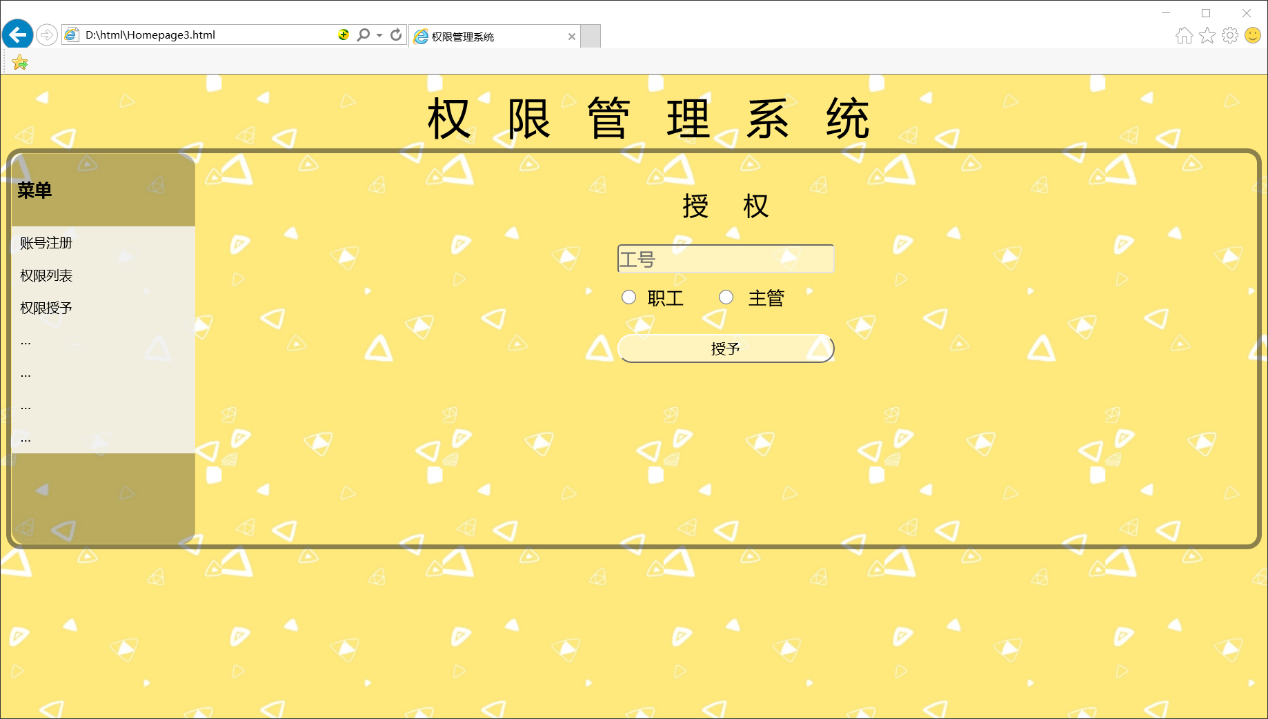 D:\html\Homepage3.html
权限管理系统
权限管理系统
菜单
账号注册
权限列表
权限授予
...
...
...
...
授 权
工号
职工 主管
授予